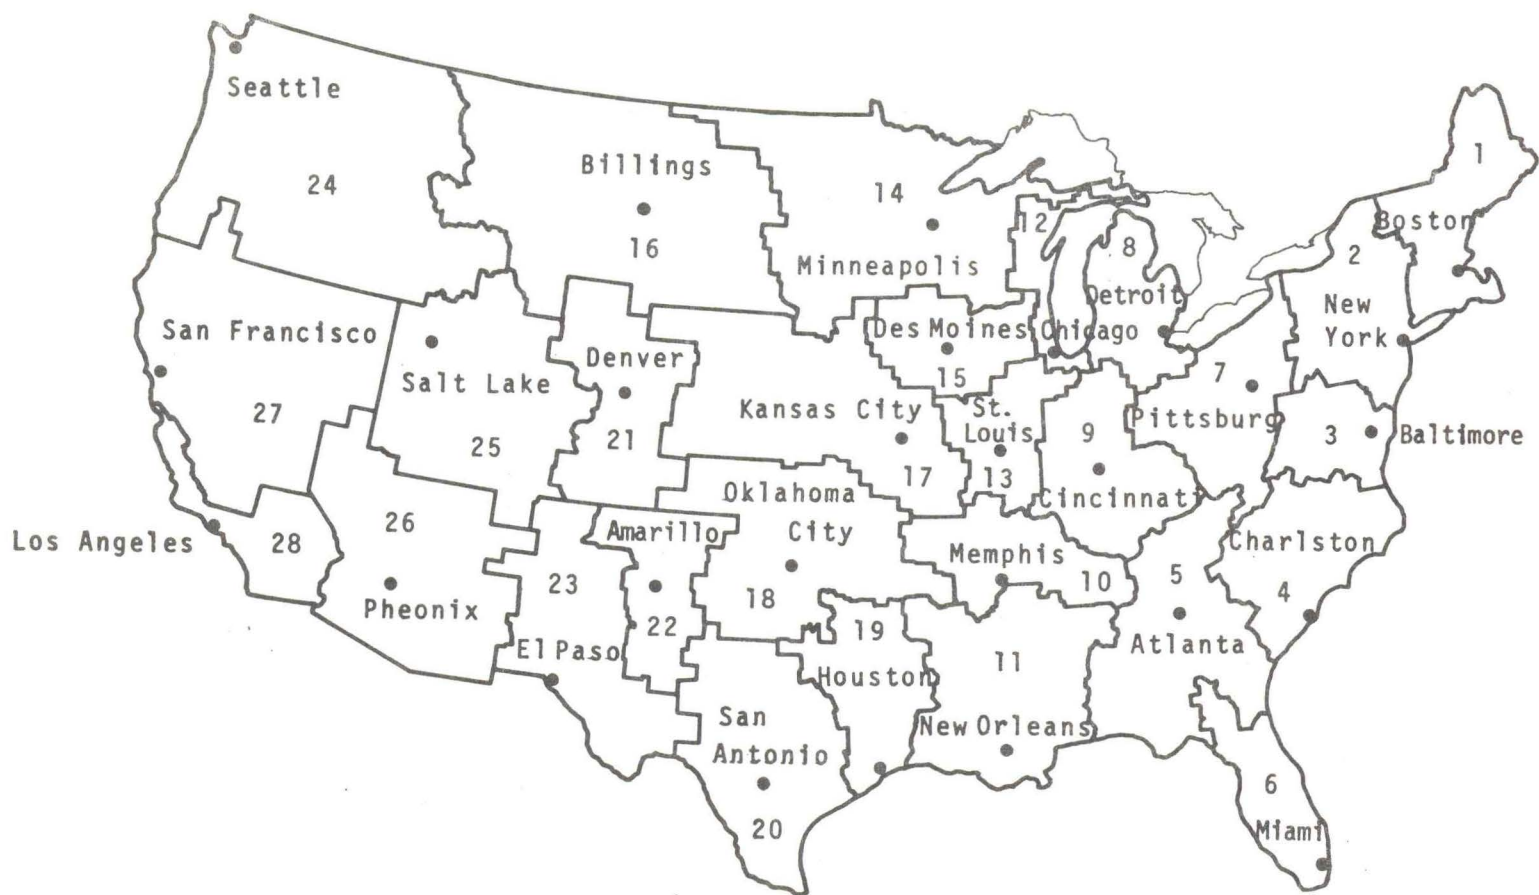 Seattle
24
Billings
16
14
Minneapolis
12
8
Detroit
1
Boston
2
New
York
San Francisco
27
Salt Lake
25
Denver
21
Des Moines
15
Chicago
Kansas City
17
St.
Louis
13
9
Cincinnati
7
Pittsburg
3
Baltimore
Los Angeles
28
26
Pheonix
23
El Paso
Amarillo
22
Oklahoma
City
18
Memphis
10
5
Atlanta
Charlston
4
19
Houston
11
New Orleans
San
Antonio
20
6
Miami